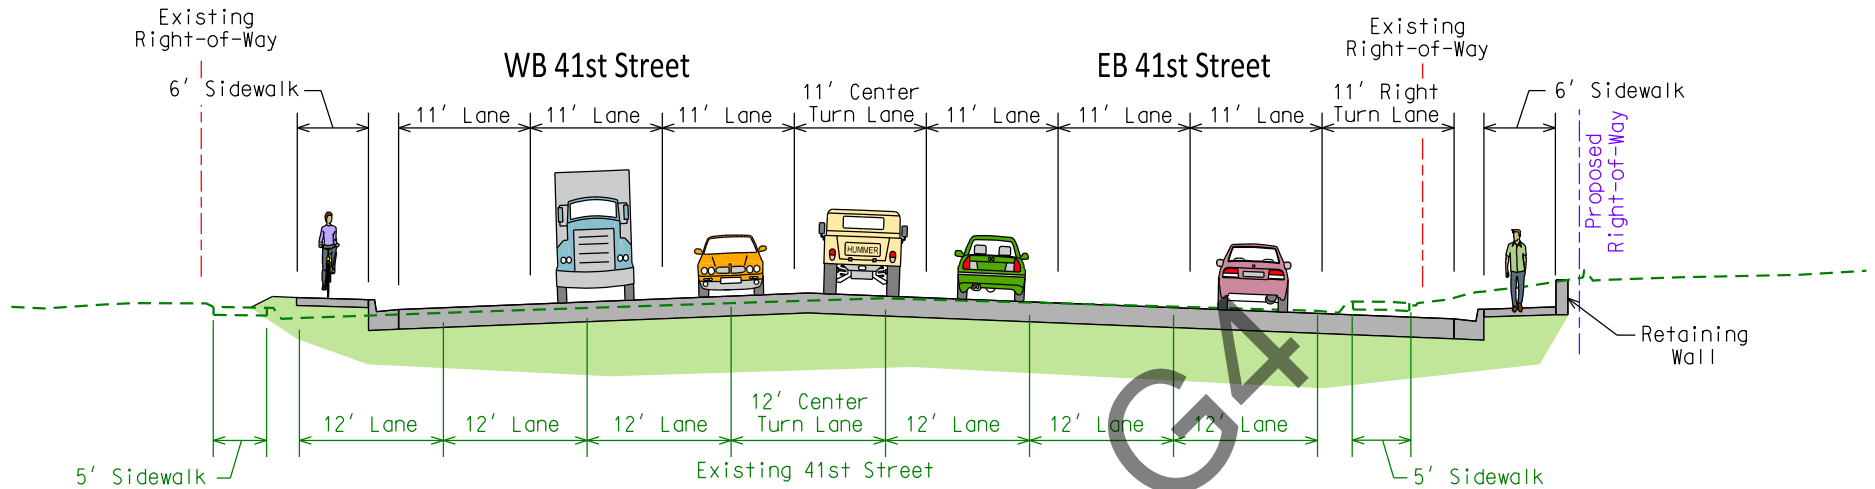 Existing
Right-of-Way
Existing
Right-of-Way
WB 41st Street
EB 41st Street
6' Sidewalk
11' Lane
11' Lane
11' Lane
11' Center
Turn Lane
11' Lane
11' Lane
11' Lane
11' Right
Turn Lane
6' Sidewalk
Proposed
Right-of-Way
HUMMER
Retaining
Wall
12' Lane
12' Lane
12' Lane
12' Center
Turn Lane
12' Lane
12' Lane
12' Lane
5' Sidewalk
Existing 41st Street
5' Sidewalk
G4